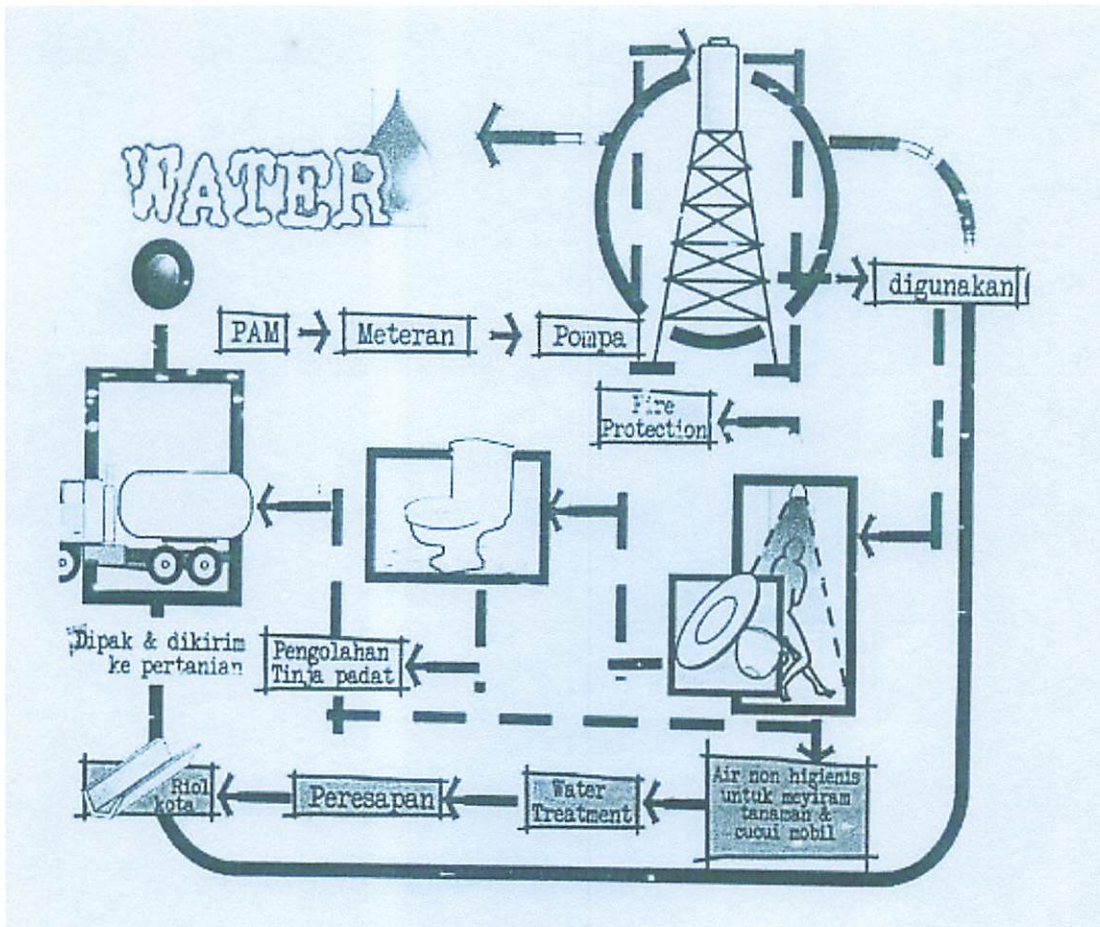 WATER
digunakan
PAM
Meteran
Pompa
Fire
Protection
Dipak & dikirim
ke pertanian
Pengolahan
Tinja padat
Riol
kota
Peresapan
Water
Treatment
Air non higienis
untuk meyiram
tanaman &
cucui mobil